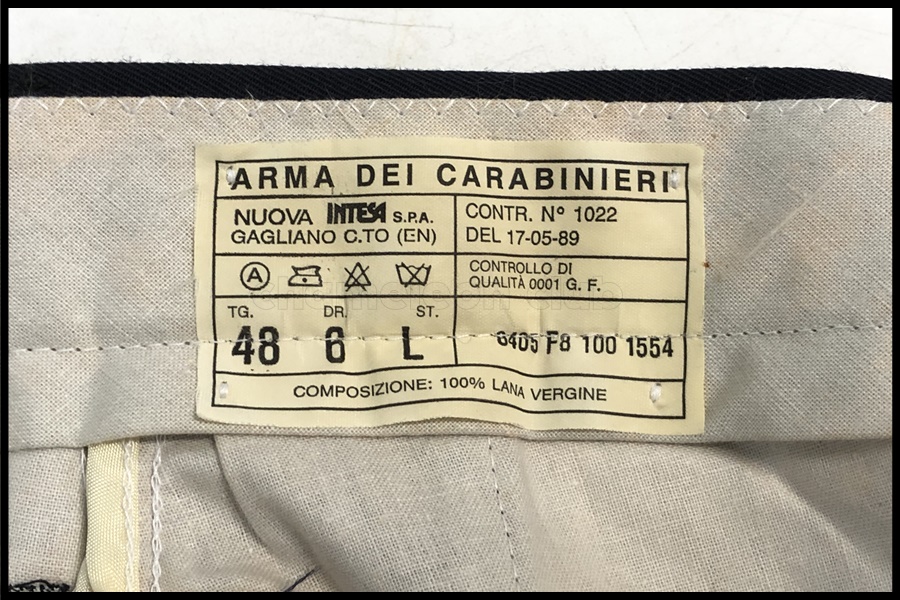 ARMA DEI CARABINIERI
NUOVA INTESA S.P.A.
GAGLIANO C.TO (EN)
CONTR. N° 1022
DEL 17-05-89
A
CONTROLLO DI
QUALITÀ 0001 G. F.
TG. DR. ST.
48 6 L
6405 F8 100 1554
COMPOSIZIONE: 100% LANA VERGINE